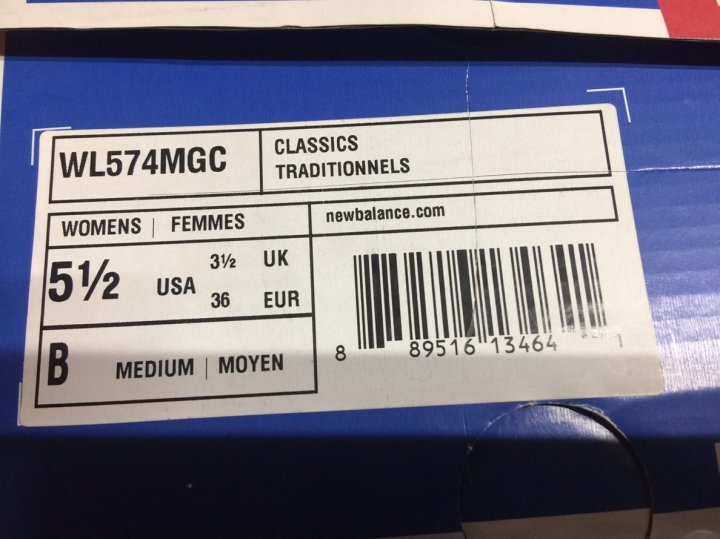 WL574MGC
CLASSICS
TRADITIONNELS
WOMENS | FEMMES
newbalance.com
5½ USA
3½ UK
36 EUR
B MEDIUM | MOYEN
8 89516 13464 1